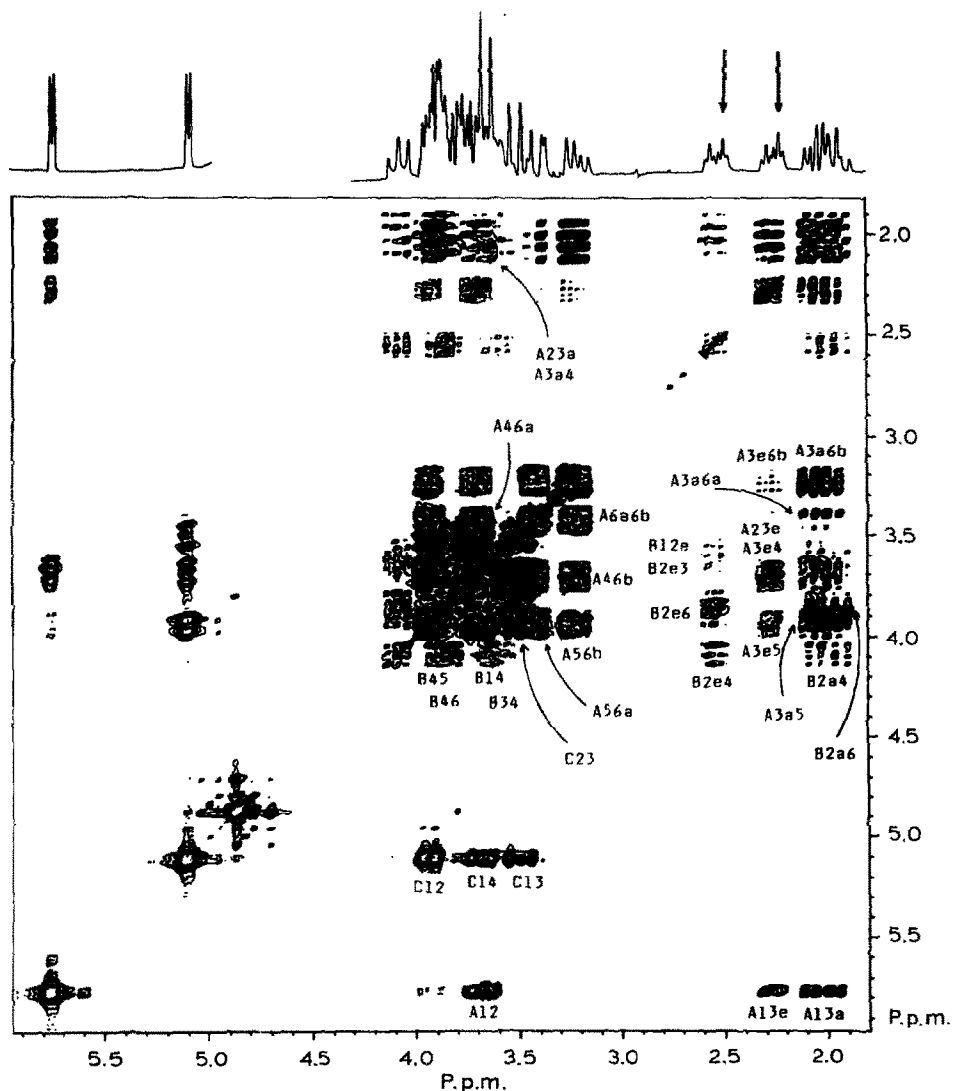 2.0
2.5
A23a
A3a4
3.0
A46a
A3e6b
A3a6b
A3a6a
A6a6b
A23e
3.5
B12e
A3e4
B2e3
A46b
B2e6
4.0
A56b
A3e5
B45
B14
B2e4
B2a4
B46
B34
A56a
A3a5
C23
B2a6
4.5
5.0
C12
C14
C13
5.5
A12
A13e
A13a
P.p.m.
5.5
5.0
4.5
4.0
3.5
3.0
2.5
2.0
P.p.m.